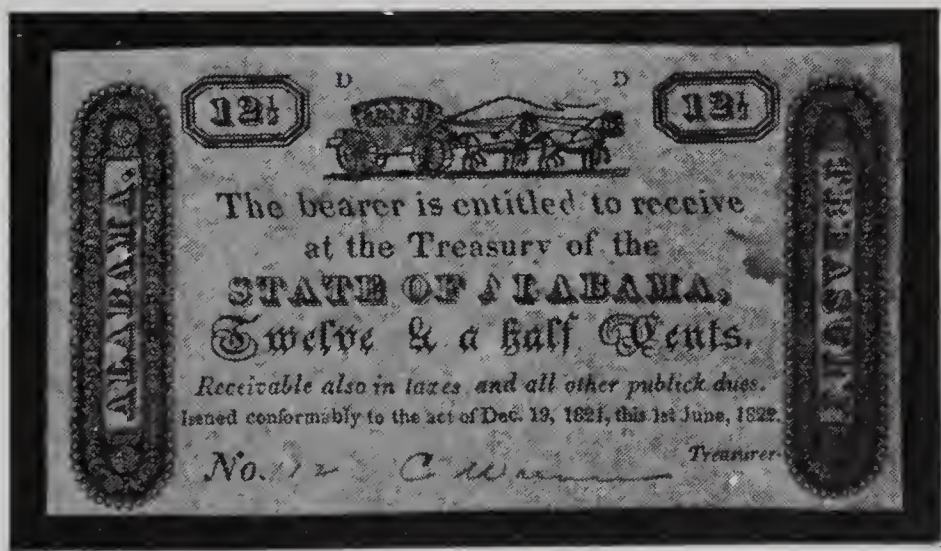 12½ D D 12½
ALABAMA.
The bearer is entitled to receive
at the Treasury of the
STATE OF ALABAMA,
Twelve & a half Cents.
Receivable also in taxes and all other publick dues.
Issued conformably to the act of Dec. 19, 1821, this 1st June, 1822.
No. Treasurer